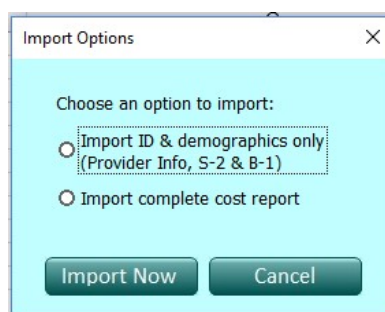 Import Options
Choose an option to import:
Import ID & demographics only
(Provider Info, S-2 & B-1)
Import complete cost report
Import Now
Cancel